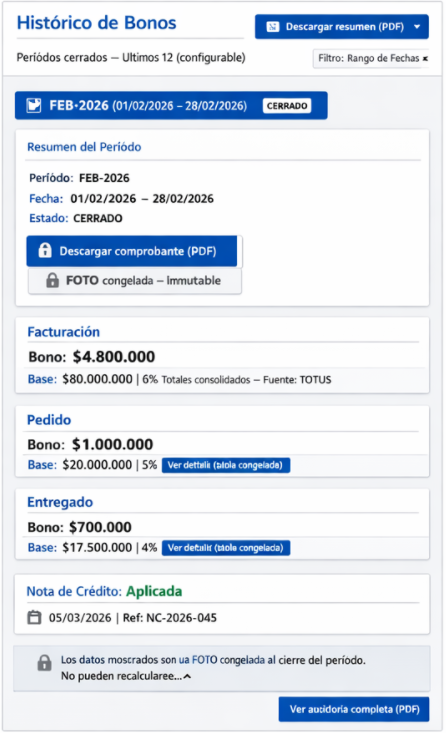 Histórico de Bonos
Descargar resumen (PDF)
Períodos cerrados — Ultimos 12 (configurable)
Filtro: Rango de Fechas
FEB-2026 (01/02/2026 – 28/02/2026) CERRADO
Resumen del Período
Período: FEB-2026
Fecha: 01/02/2026 – 28/02/2026
Estado: CERRADO
Descargar comprobante (PDF)
FOTO congelada – Immutable
Facturación
Bono: $4.800.000
Base: $80.000.000 | 6% Totales consolidados – Fuente: TOTUS
Pedido
Bono: $1.000.000
Base: $20.000.000 | 5% Ver congelada)
Entregado
Bono: $700.000
Base: $17.500.000 | 4% Ver congelada)
Nota de Crédito: Aplicada
05/03/2026 | Ref: NC-2026-045
Los datos moscrados son ua FOTO congelada al cierre del período.
No pueden recalcularee...
Ver auditoria completa (PDF)